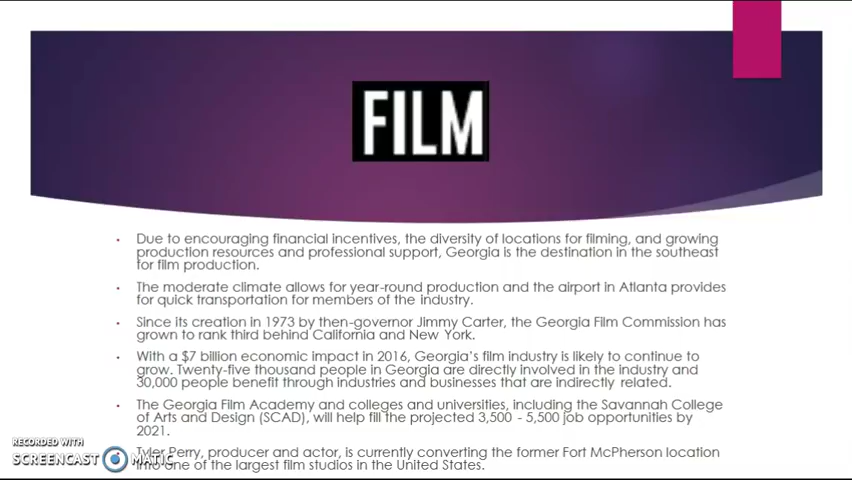 FILM
• Due to encouraging financial incentives, the diversity of locations for filming, and growing
production resources and professional support, Georgia is the destination in the southeast
for film production.
• The moderate climate allows for year-round production and the airport in Atlanta provides
for quick transportation for members of the industry.
• Since its creation in 1973 by then-governor Jimmy Carter, the Georgia Film Commission has
grown to rank third behind California and New York.
• With a $7 billion economic impact in 2016, Georgia's film industry is likely to continue to
grow. Twenty-five thousand people in Georgia are directly involved in the industry and
30,000 people benefit through industries and businesses that are indirectly related.
• The Georgia Film Academy and colleges and universities, including the Savannah College
of Arts and Design (SCAD), will help fill the projected 3,500 - 5,500 job opportunities by
2021.
• Tyler Perry, producer and actor, is currently converting the former Fort McPherson location
into one of the largest film studios in the United States.
RECORDED WITH
SCREENCAST MATIC